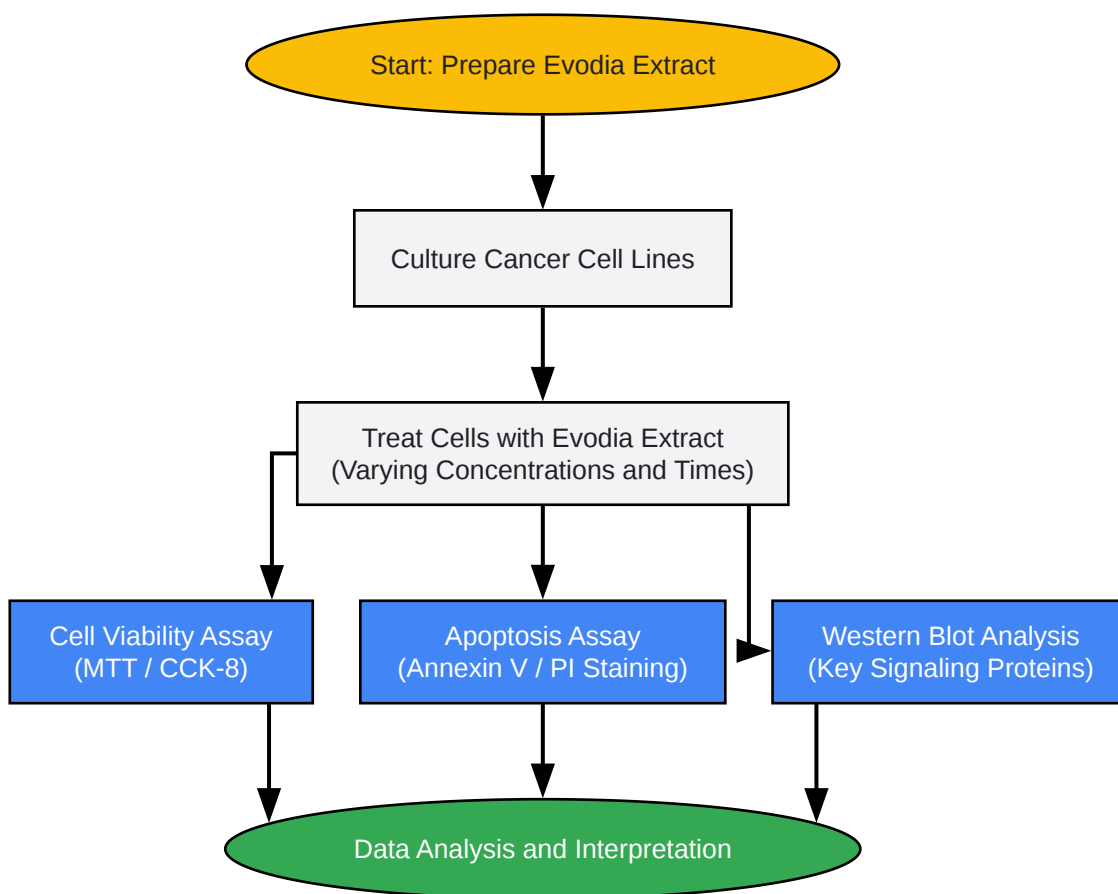 Start: Prepare Evodia Extract
Culture Cancer Cell Lines
Treat Cells with Evodia Extract
(Varying Concentrations and Times)
Cell Viability Assay
(MTT / CCK-8)
Apoptosis Assay
(Annexin V / PI Staining)
Western Blot Analysis
(Key Signaling Proteins)
Data Analysis and Interpretation